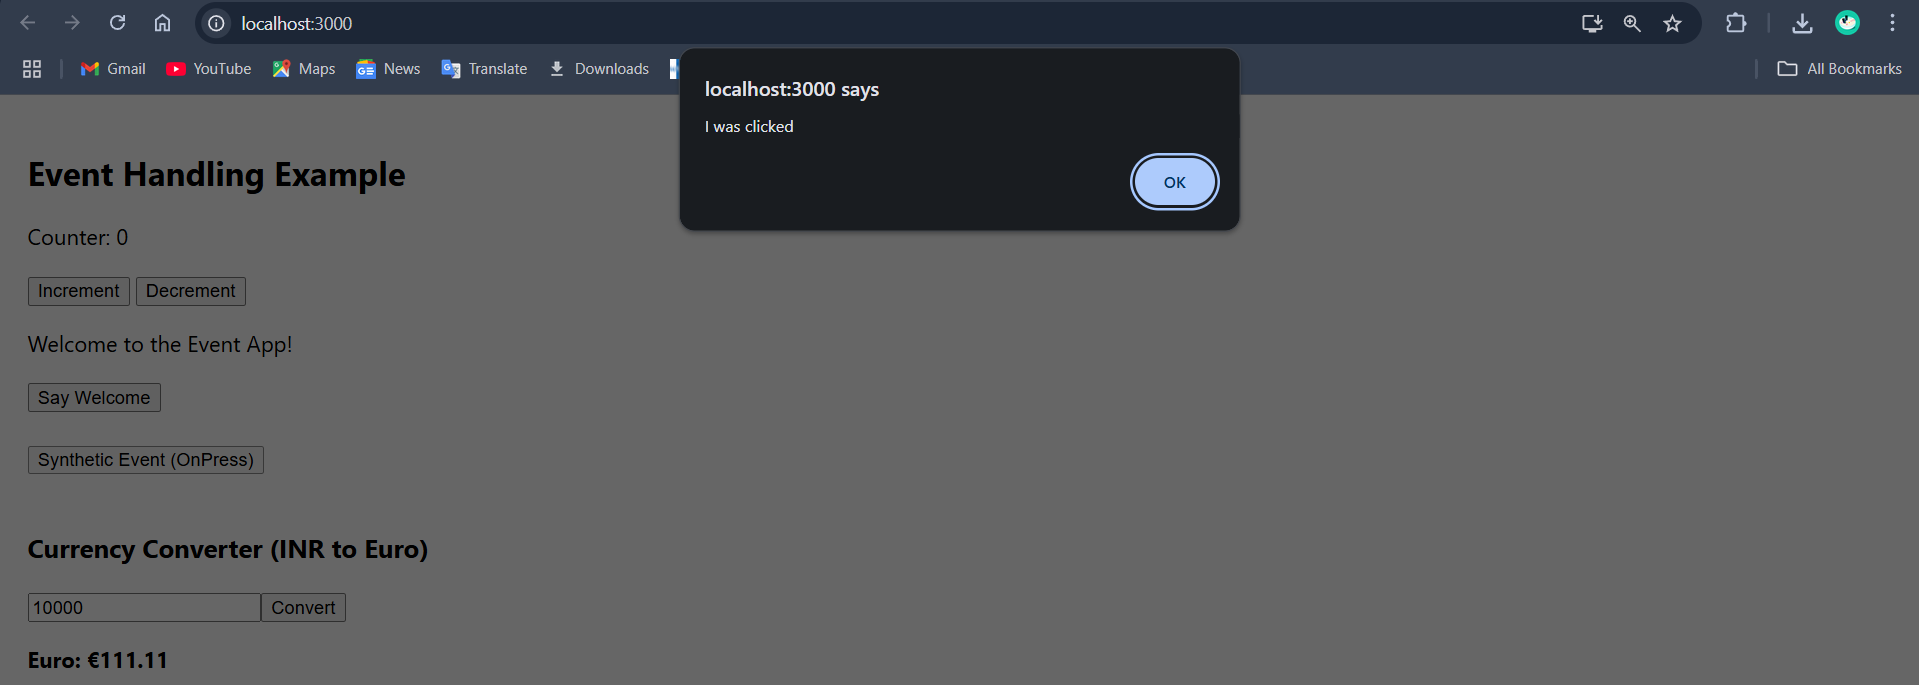 localhost:3000
Gmail YouTube Maps News Translate Downloads All Bookmarks
localhost:3000 says
I was clicked
OK
Event Handling Example
Counter: 0
Increment Decrement
Welcome to the Event App!
Say Welcome
Synthetic Event (OnPress)
Currency Converter (INR to Euro)
10000 Convert
Euro: €111.11